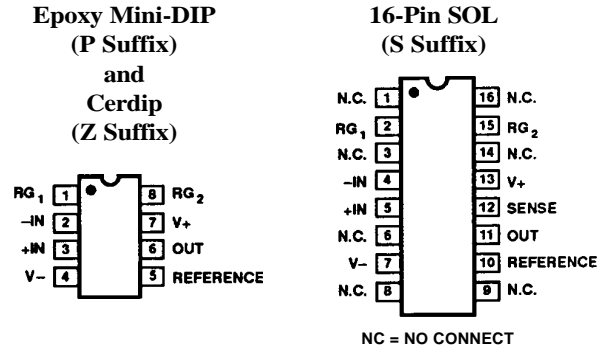 Epoxy Mini-DIP
(P Suffix)
and
Cerdip
(Z Suffix)
RG1 1 8 RG2
–IN 2 7 V+
+IN 3 6 OUT
V– 4 5 REFERENCE
16-Pin SOL
(S Suffix)
N.C. 1 16 N.C.
RG1 2 15 RG2
N.C. 3 14 N.C.
–IN 4 13 V+
+IN 5 12 SENSE
N.C. 6 11 OUT
V– 7 10 REFERENCE
N.C. 8 9 N.C.
NC = NO CONNECT